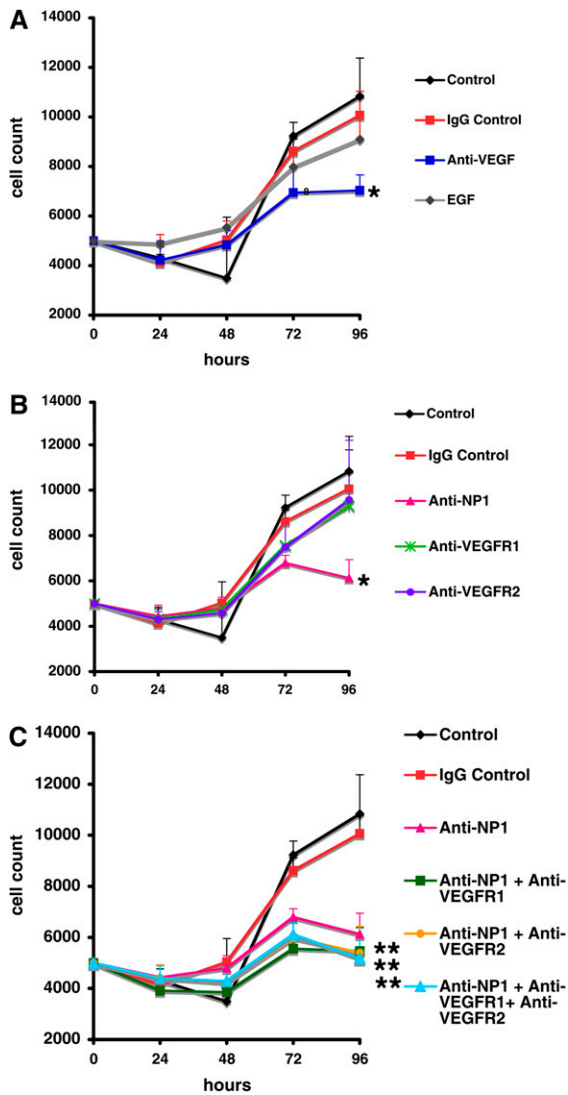 A
14000
12000
10000
8000
6000
4000
2000
cell count
0 24 48 72 96
hours
Control
IgG Control
Anti-VEGF
EGF
*
B
14000
12000
10000
8000
6000
4000
2000
cell count
0 24 48 72 96
Control
IgG Control
Anti-NP1
Anti-VEGFR1
Anti-VEGFR2
*
C
14000
12000
10000
8000
6000
4000
2000
cell count
0 24 48 72 96
hours
Control
IgG Control
Anti-NP1
Anti-NP1 + Anti-
VEGFR1
Anti-NP1 + Anti-
VEGFR2
Anti-NP1 + Anti-
VEGFR1+ Anti-
VEGFR2
**
**
**